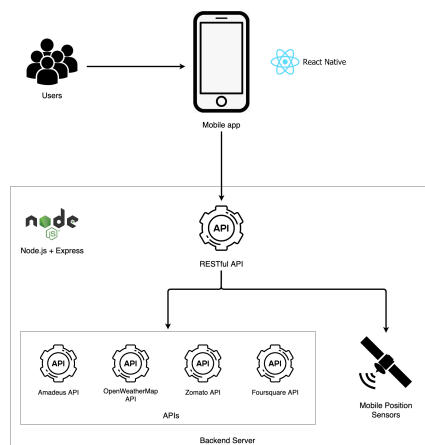 React Native
Users
Mobile app
node
JS
Node.js + Express
API
RESTful API
API
API
API
API
Amadeus API
OpenWeatherMap
API
Zomato API
Foursquare API
APIs
Mobile Position
Sensors
Backend Server